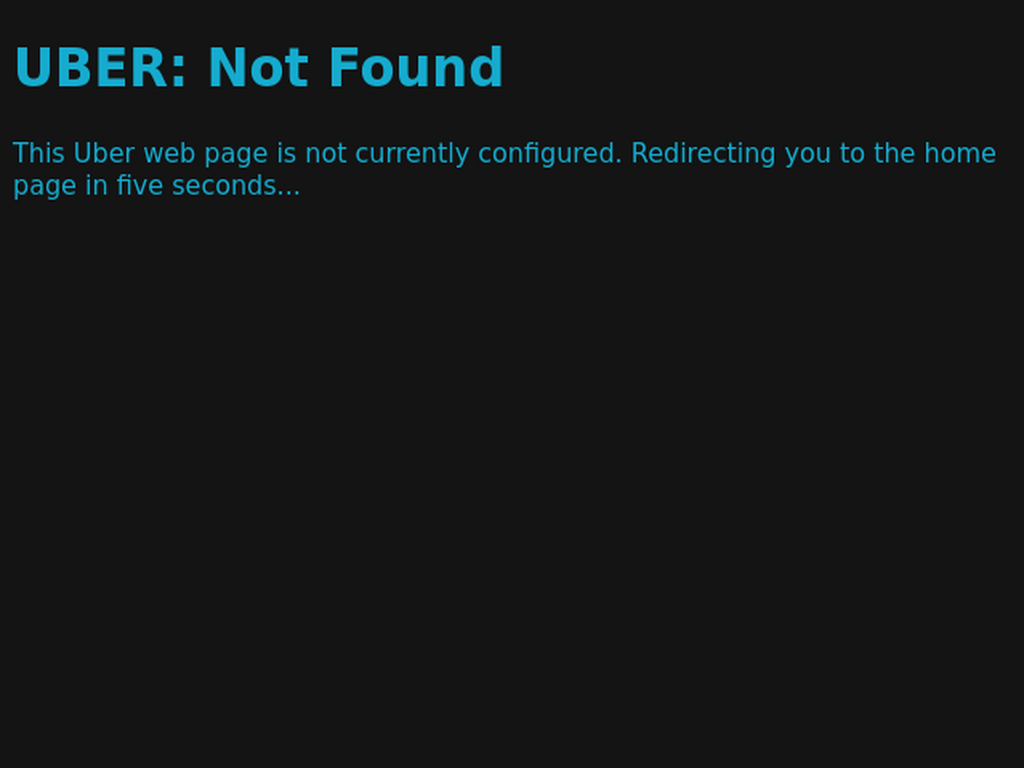 UBER: Not Found
This Uber web page is not currently configured. Redirecting you to the home
page in five seconds...